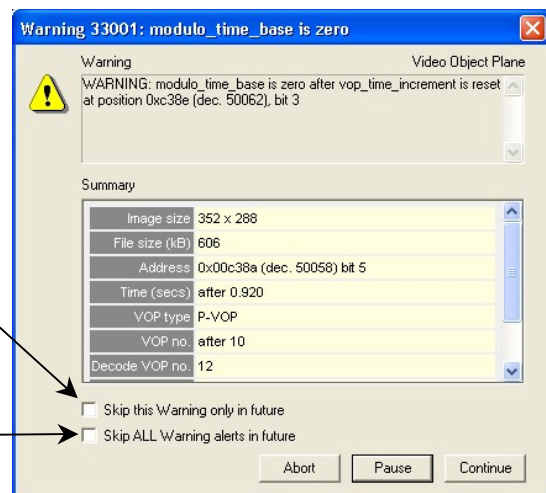 Warning 33001: modulo_time_base is zero
Warning Video Object Plane
WARNING: modulo_time_base is zero after vop_time_increment is reset
at position 0xc38e (dec. 50062), bit 3
Summary
Image size 352 x 288
File size (kB) 606
Address 0x00c38a (dec. 50058) bit 5
Time (secs) after 0.920
VOP type P-VOP
VOP no. after 10
Decode VOP no. 12
Skip this Warning only in future
Skip ALL Warning alerts in future
Abort Pause Continue